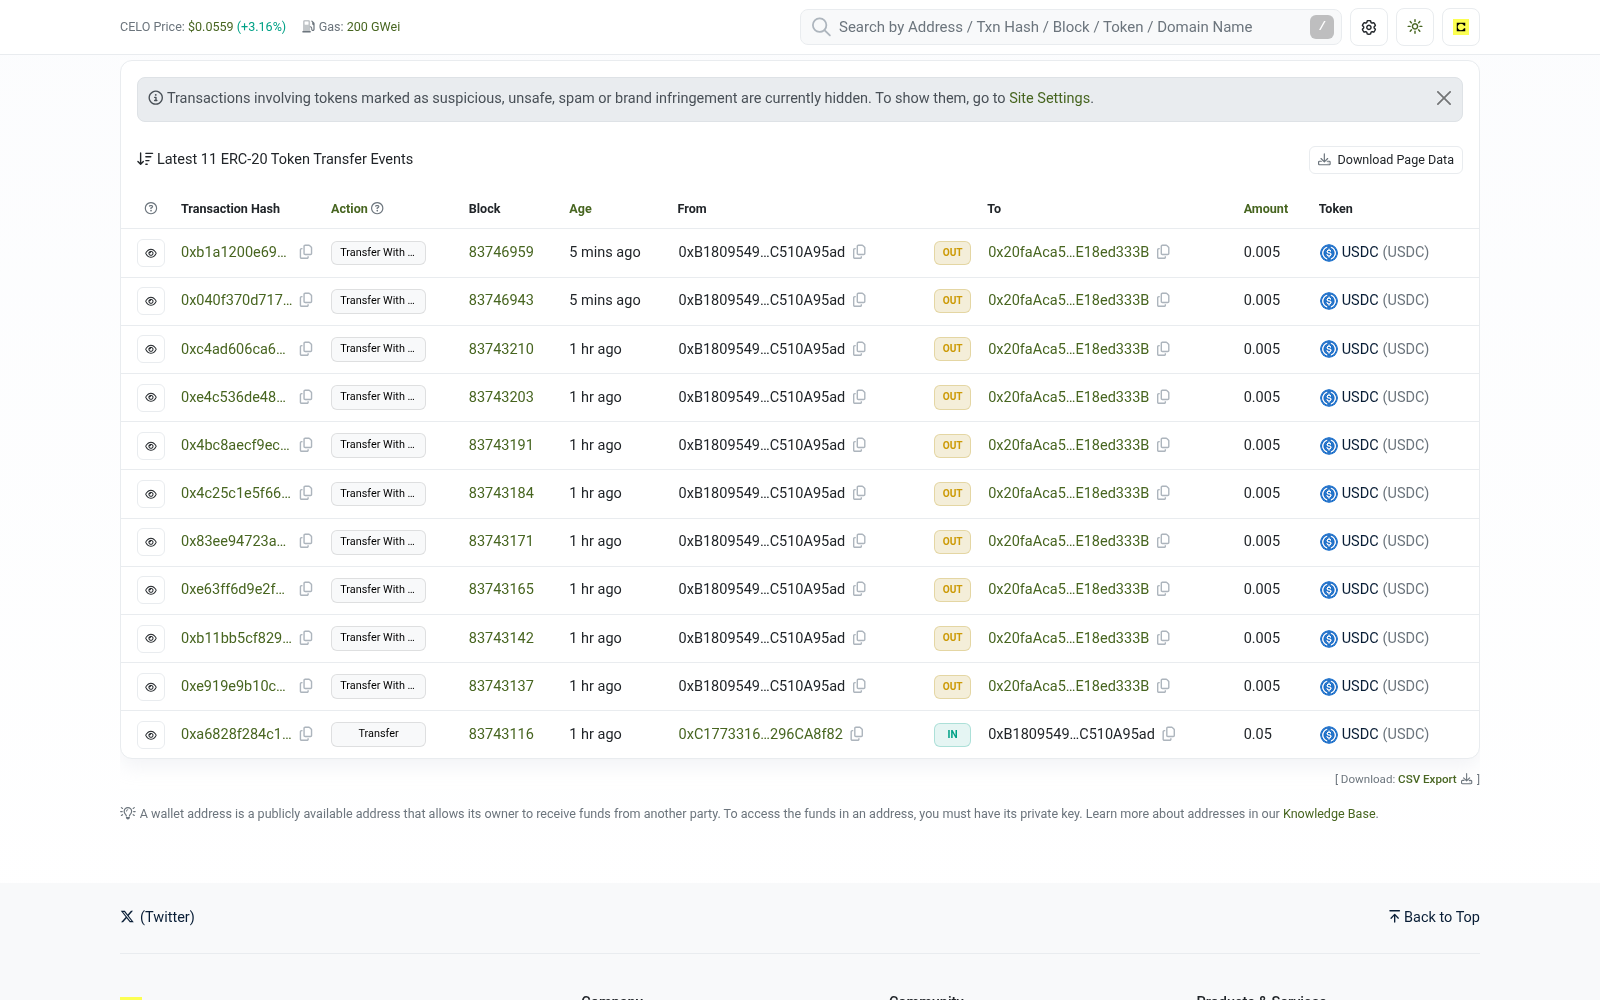 CELO Price: $0.0559 (+3.16%) Gas: 200 GWei Search by Address / Txn Hash / Block / Token / Domain Name /
Transactions involving tokens marked as suspicious, unsafe, spam or brand infringement are currently hidden. To show them, go to Site Settings.
Latest 11 ERC-20 Token Transfer Events Download Page Data
Transaction Hash Action Block Age From To Amount Token
0xb1a1200e69... Transfer With ... 83746959 5 mins ago 0xB1809549...C510A95ad OUT 0x20faAca5...E18ed333B 0.005 USDC (USDC)
0x040f370d717... Transfer With ... 83746943 5 mins ago 0xB1809549...C510A95ad OUT 0x20faAca5...E18ed333B 0.005 USDC (USDC)
0xc4ad606ca6... Transfer With ... 83743210 1 hr ago 0xB1809549...C510A95ad OUT 0x20faAca5...E18ed333B 0.005 USDC (USDC)
0xe4c536de48... Transfer With ... 83743203 1 hr ago 0xB1809549...C510A95ad OUT 0x20faAca5...E18ed333B 0.005 USDC (USDC)
0x4bc8aecf9ec... Transfer With ... 83743191 1 hr ago 0xB1809549...C510A95ad OUT 0x20faAca5...E18ed333B 0.005 USDC (USDC)
0x4c25c1e5f66... Transfer With ... 83743184 1 hr ago 0xB1809549...C510A95ad OUT 0x20faAca5...E18ed333B 0.005 USDC (USDC)
0x83ee94723a... Transfer With ... 83743171 1 hr ago 0xB1809549...C510A95ad OUT 0x20faAca5...E18ed333B 0.005 USDC (USDC)
0xe63ff6d9e2f... Transfer With ... 83743165 1 hr ago 0xB1809549...C510A95ad OUT 0x20faAca5...E18ed333B 0.005 USDC (USDC)
0xb11bb5cf829... Transfer With ... 83743142 1 hr ago 0xB1809549...C510A95ad OUT 0x20faAca5...E18ed333B 0.005 USDC (USDC)
0xe919e9b10c... Transfer With ... 83743137 1 hr ago 0xB1809549...C510A95ad OUT 0x20faAca5...E18ed333B 0.005 USDC (USDC)
0xa6828f284c1... Transfer 83743116 1 hr ago 0xC1773316...296CA8f82 IN 0xB1809549...C510A95ad 0.05 USDC (USDC)
[ Download: CSV Export ]
A wallet address is a publicly available address that allows its owner to receive funds from another party. To access the funds in an address, you must have its private key. Learn more about addresses in our Knowledge Base.
X (Twitter) Back to Top
Company Community Products & Services